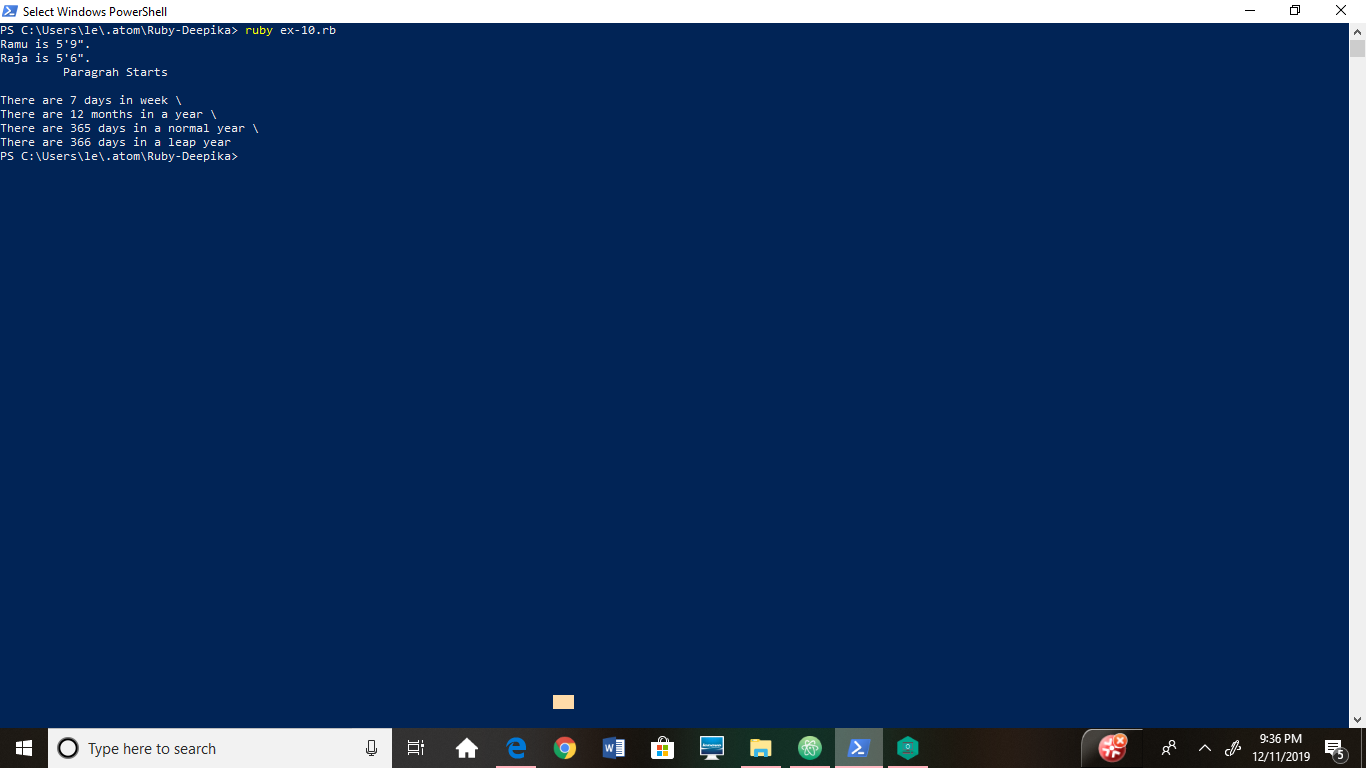 Select Windows PowerShell
PS C:\Users\le\.atom\Ruby-Deepika> ruby ex-10.rb
Ramu is 5'9".
Raja is 5'6".
Paragrah Starts
There are 7 days in week \
There are 12 months in a year \
There are 365 days in a normal year \
There are 366 days in a leap year
PS C:\Users\le\.atom\Ruby-Deepika>
Type here to search
9:36 PM
12/11/2019
5